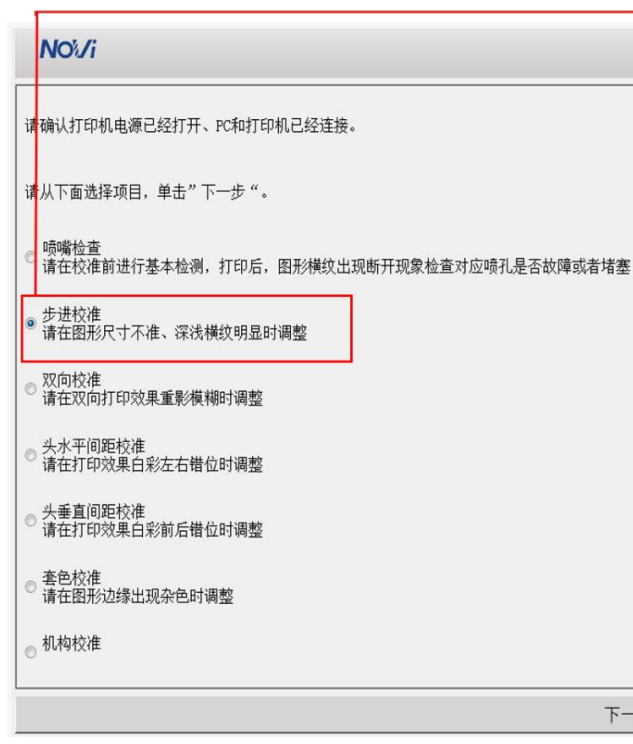 NOVi
请确认打印机电源已经打开、PC和打印机已经连接。
请从下面选择项目，单击”下一步“。
喷嘴检查
请在校准前进行基本检测，打印后，图形横纹出现断开现象检查对应喷孔是否故障或者堵塞
步进校准
请在图形尺寸不准、深浅横纹明显时调整
双向校准
请在双向打印效果重影模糊时调整
头水平间距校准
请在打印效果白彩左右错位时调整
头垂直间距校准
请在打印效果白彩前后错位时调整
套色校准
请在图形边缘出现杂色时调整
机构校准
下一